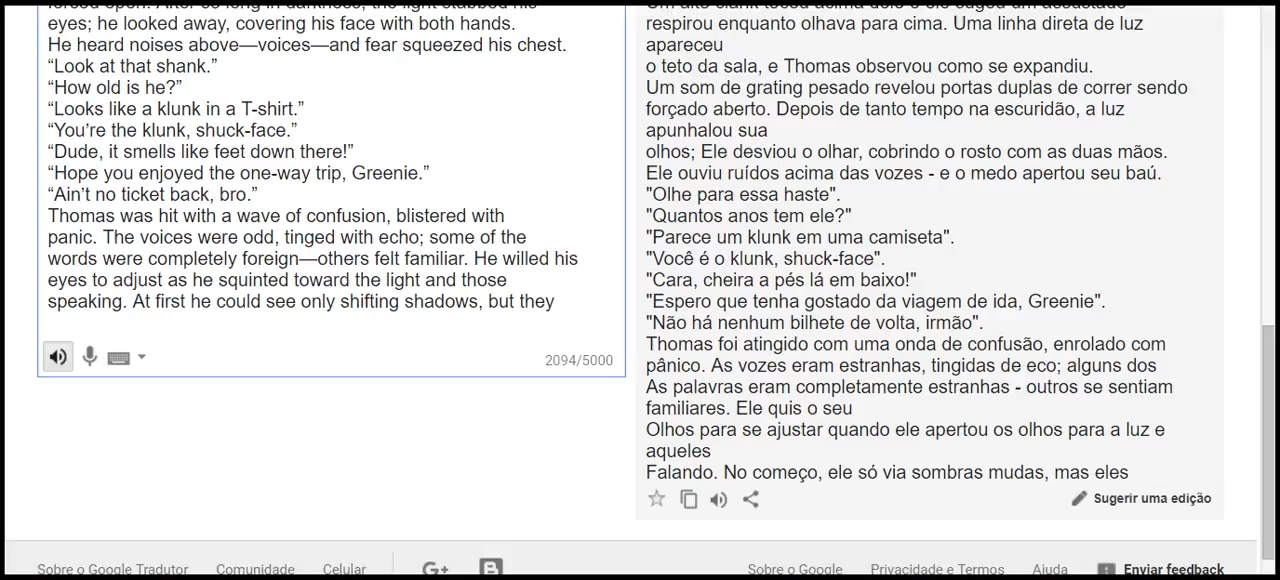 eyes; he looked away, covering his face with both hands.
He heard noises above—voices—and fear squeezed his chest.
“Look at that shank.”
“How old is he?”
“Looks like a klunk in a T-shirt.”
“You’re the klunk, shuck-face.”
“Dude, it smells like feet down there!”
“Hope you enjoyed the one-way trip, Greenie.”
“Ain’t no ticket back, bro.”
Thomas was hit with a wave of confusion, blistered with
panic. The voices were odd, tinged with echo; some of the
words were completely foreign—others felt familiar. He willed his
eyes to adjust as he squinted toward the light and those
speaking. At first he could see only shifting shadows, but they
2094/5000
respirou enquanto olhava para cima. Uma linha direta de luz
apareceu
o teto da sala, e Thomas observou como se expandiu.
Um som de grating pesado revelou portas duplas de correr sendo
forçado aberto. Depois de tanto tempo na escuridão, a luz
apunhalou sua
olhos; Ele desviou o olhar, cobrindo o rosto com as duas mãos.
Ele ouviu ruídos acima das vozes - e o medo apertou seu baú.
"Olhe para essa haste".
"Quantos anos tem ele?"
"Parece um klunk em uma camiseta".
"Você é o klunk, shuck-face".
"Cara, cheira a pés lá em baixo!"
"Espero que tenha gostado da viagem de ida, Greenie".
"Não há nenhum bilhete de volta, irmão".
Thomas foi atingido com uma onda de confusão, enrolado com
pânico. As vozes eram estranhas, tingidas de eco; alguns dos
As palavras eram completamente estranhas - outros se sentiam
familiares. Ele quis o seu
Olhos para se ajustar quando ele apertou os olhos para a luz e
aqueles
Falando. No começo, ele só via sombras mudas, mas eles
Sugerir uma edição
Sobre o Google Tradutor
Comunidade
Celular
G+
B
Sobre o Google
Privacidade e Termos
Ajuda
Enviar feedback